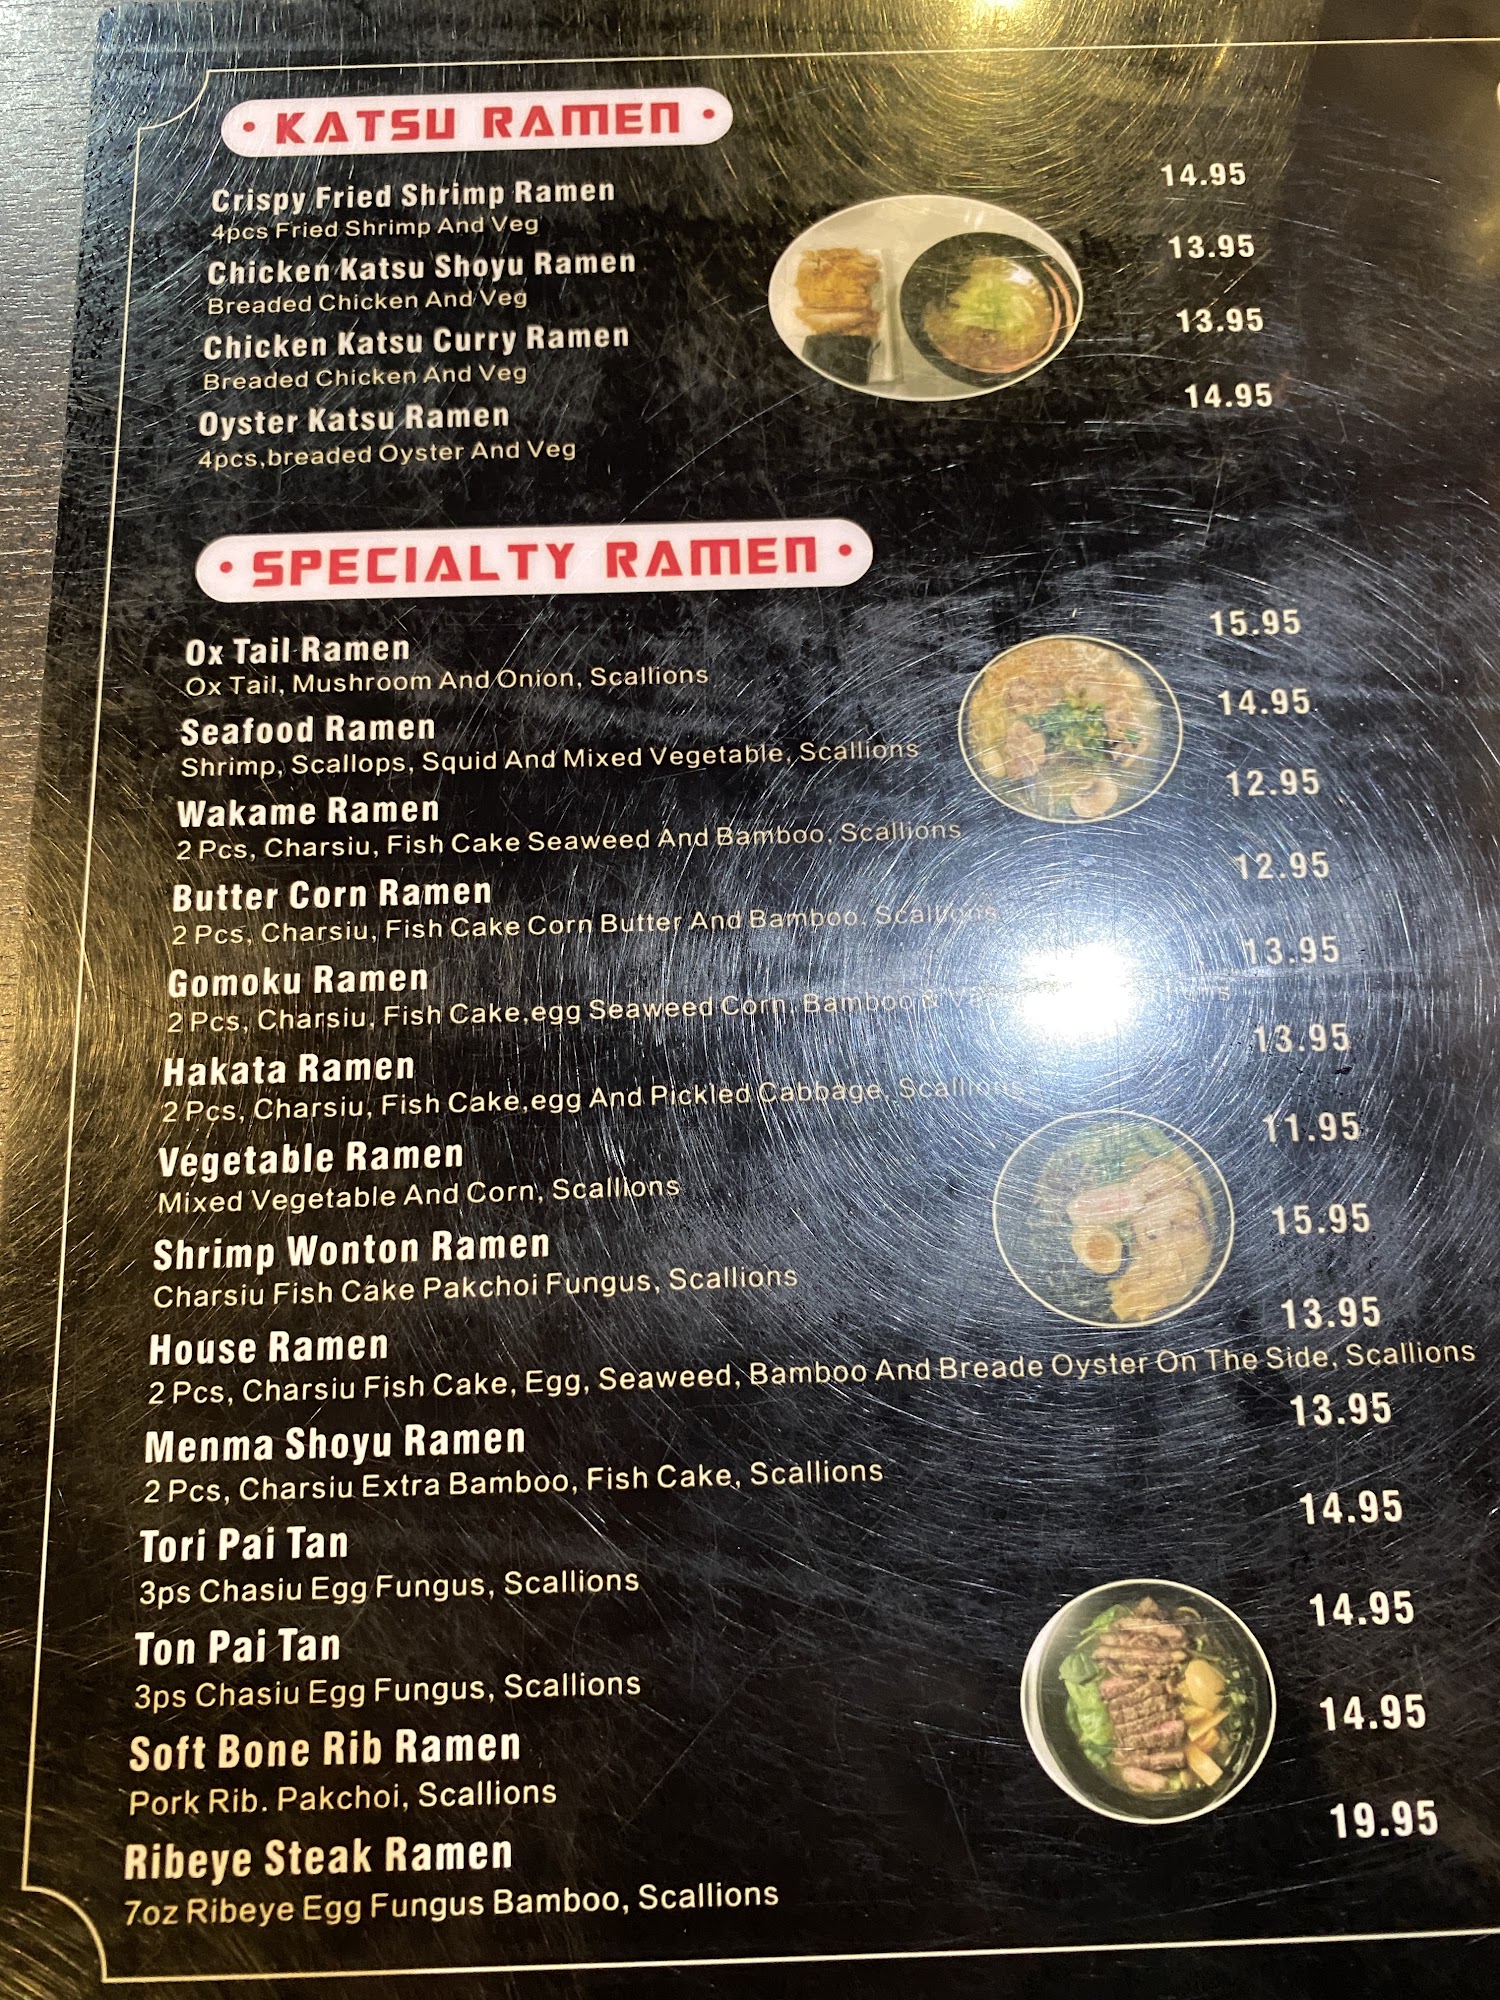 • KATSU RAMEN •
Crispy Fried Shrimp Ramen 14.95
4pcs Fried Shrimp And Veg
Chicken Katsu Shoyu Ramen 13.95
Breaded Chicken And Veg
Chicken Katsu Curry Ramen 13.95
Breaded Chicken And Veg
Oyster Katsu Ramen 14.95
4pcs,breaded Oyster And Veg
• SPECIALTY RAMEN •
Ox Tail Ramen 15.95
Ox Tail, Mushroom And Onion, Scallions
Seafood Ramen 14.95
Shrimp, Scallops, Squid And Mixed Vegetable, Scallions
Wakame Ramen 12.95
2 Pcs, Charsiu, Fish Cake Seaweed And Bamboo, Scallions
Butter Corn Ramen 12.95
2 Pcs, Charsiu, Fish Cake Corn Butter And Bamboo, Scallions
Gomoku Ramen 13.95
2 Pcs, Charsiu, Fish Cake,egg Seaweed Corn, Bamboo &
Hakata Ramen 13.95
2 Pcs, Charsiu, Fish Cake,egg And Pickled Cabbage, Scallions
Vegetable Ramen 11.95
Mixed Vegetable And Corn, Scallions
Shrimp Wonton Ramen 15.95
Charsiu Fish Cake Pakchoi Fungus, Scallions
House Ramen 13.95
2 Pcs, Charsiu Fish Cake, Egg, Seaweed, Bamboo And Breade Oyster On The Side, Scallions
Menma Shoyu Ramen 13.95
2 Pcs, Charsiu Extra Bamboo, Fish Cake, Scallions
Tori Pai Tan 14.95
3ps Chasiu Egg Fungus, Scallions
Ton Pai Tan 14.95
3ps Chasiu Egg Fungus, Scallions
Soft Bone Rib Ramen 14.95
Pork Rib. Pakchoi, Scallions
Ribeye Steak Ramen 19.95
7oz Ribeye Egg Fungus Bamboo, Scallions